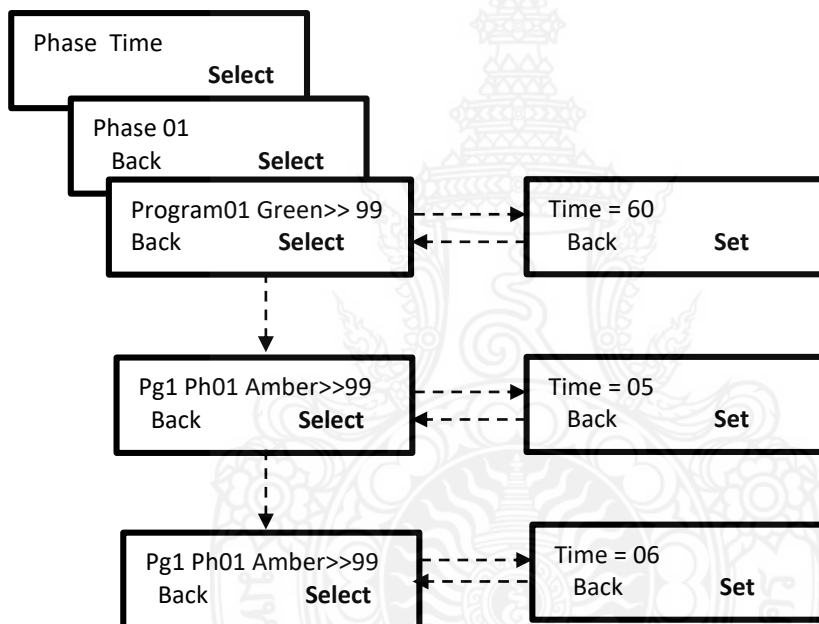 Phase Time
Select
Phase 01
Back Select
Program01 Green>> 99
Back Select
Time = 60
Back Set
Pg1 Ph01 Amber>>99
Back Select
Time = 05
Back Set
Pg1 Ph01 Amber>>99
Back Select
Time = 06
Back Set